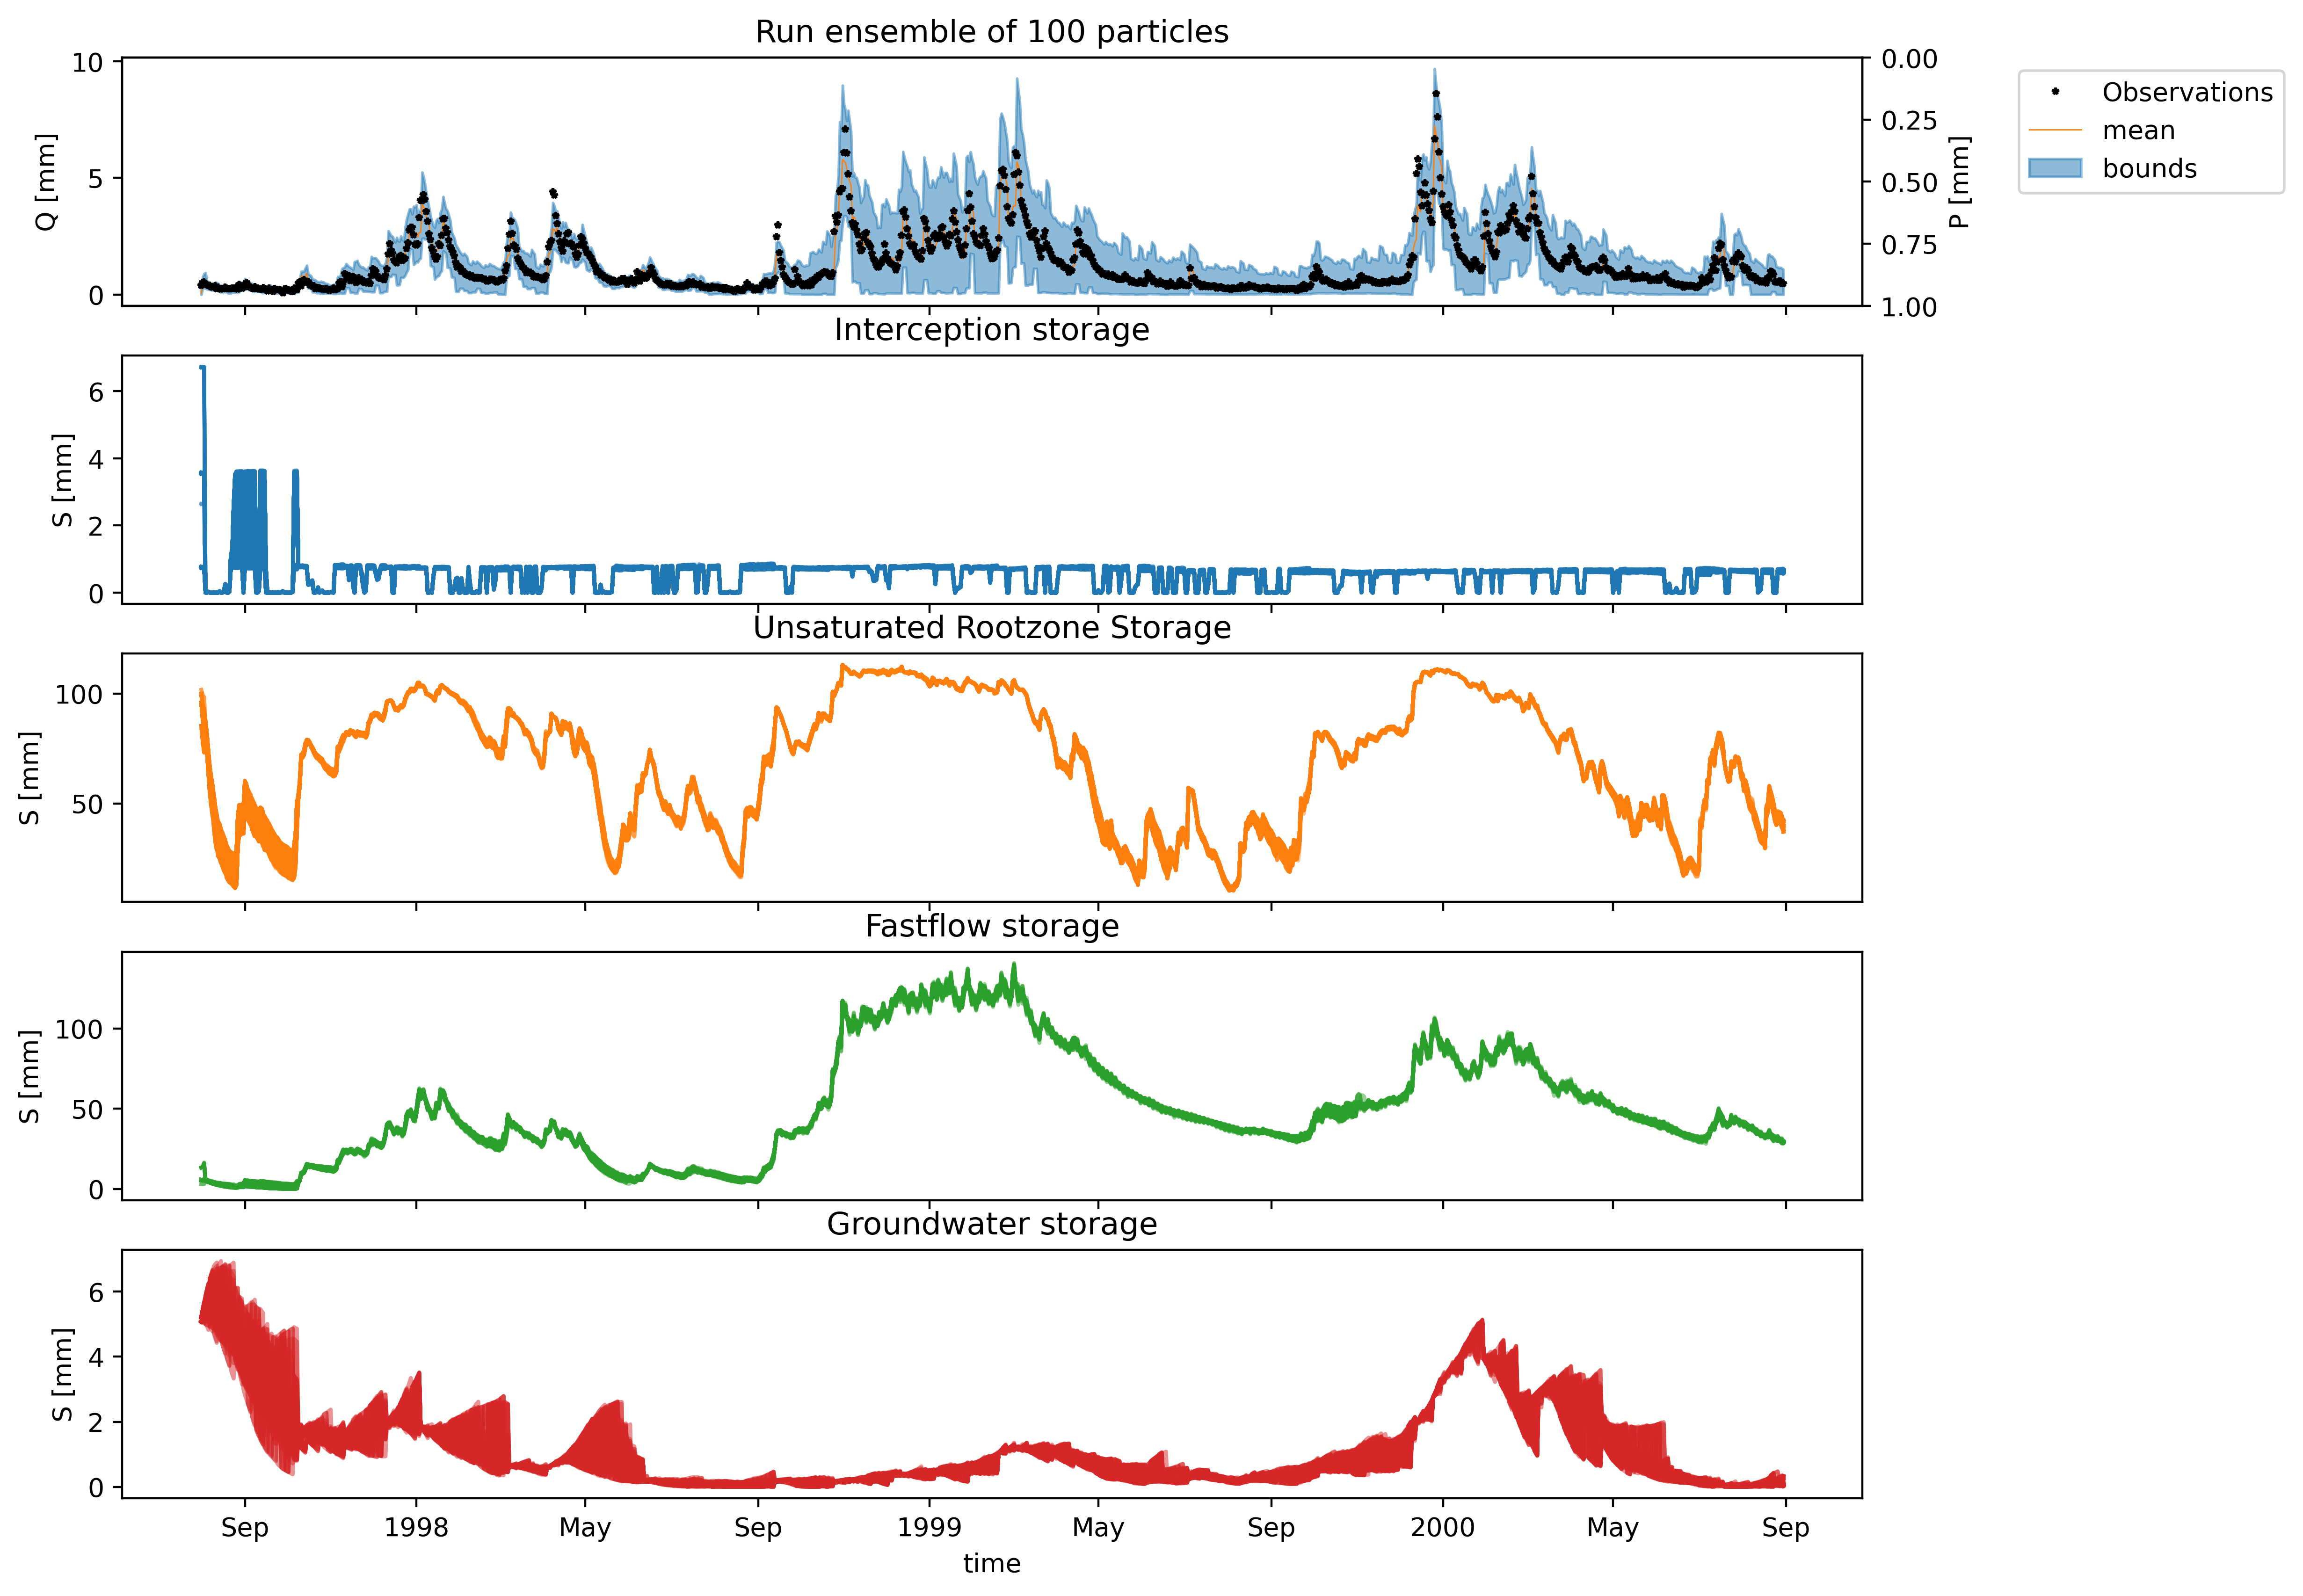 Run ensemble of 100 particles
10
5
0
Q [mm]
0.00
0.25
0.50
0.75
1.00
P [mm]
Observations
mean
bounds
Interception storage
6
4
2
0
S [mm]
Unsaturated Rootzone Storage
100
50
S [mm]
Fastflow storage
100
50
0
S [mm]
Groundwater storage
6
4
2
0
S [mm]
Sep 1998 May Sep 1999 May Sep 2000 May Sep
time